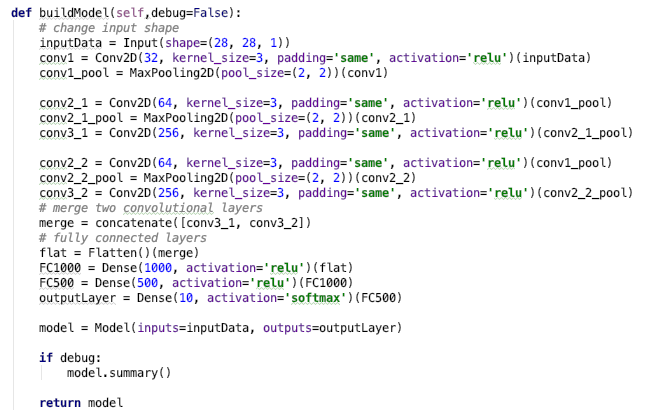 def buildModel(self,debug=False):
    # change input shape
    inputData = Input(shape=(28, 28, 1))
    conv1 = Conv2D(32, kernel_size=3, padding='same', activation='relu')(inputData)
    conv1_pool = MaxPooling2D(pool_size=(2, 2))(conv1)

    conv2_1 = Conv2D(64, kernel_size=3, padding='same', activation='relu')(conv1_pool)
    conv2_1_pool = MaxPooling2D(pool_size=(2, 2))(conv2_1)
    conv3_1 = Conv2D(256, kernel_size=3, padding='same', activation='relu')(conv2_1_pool)

    conv2_2 = Conv2D(64, kernel_size=3, padding='same', activation='relu')(conv1_pool)
    conv2_2_pool = MaxPooling2D(pool_size=(2, 2))(conv2_2)
    conv3_2 = Conv2D(256, kernel_size=3, padding='same', activation='relu')(conv2_2_pool)
    # merge two convolutional layers
    merge = concatenate([conv3_1, conv3_2])
    # fully connected layers
    flat = Flatten()(merge)
    FC1000 = Dense(1000, activation='relu')(flat)
    FC500 = Dense(500, activation='relu')(FC1000)
    outputLayer = Dense(10, activation='softmax')(FC500)

    model = Model(inputs=inputData, outputs=outputLayer)

    if debug:
        model.summary()

    return model